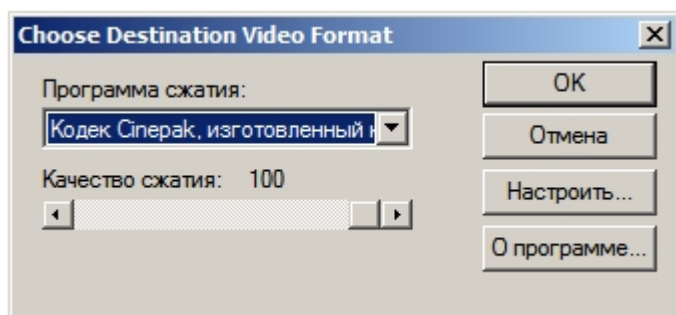 Choose Destination Video Format
Программа сжатия:
Кодек Cinepak, изготовленный
Качество сжатия: 100
OK
Отмена
Настроить...
О программе...